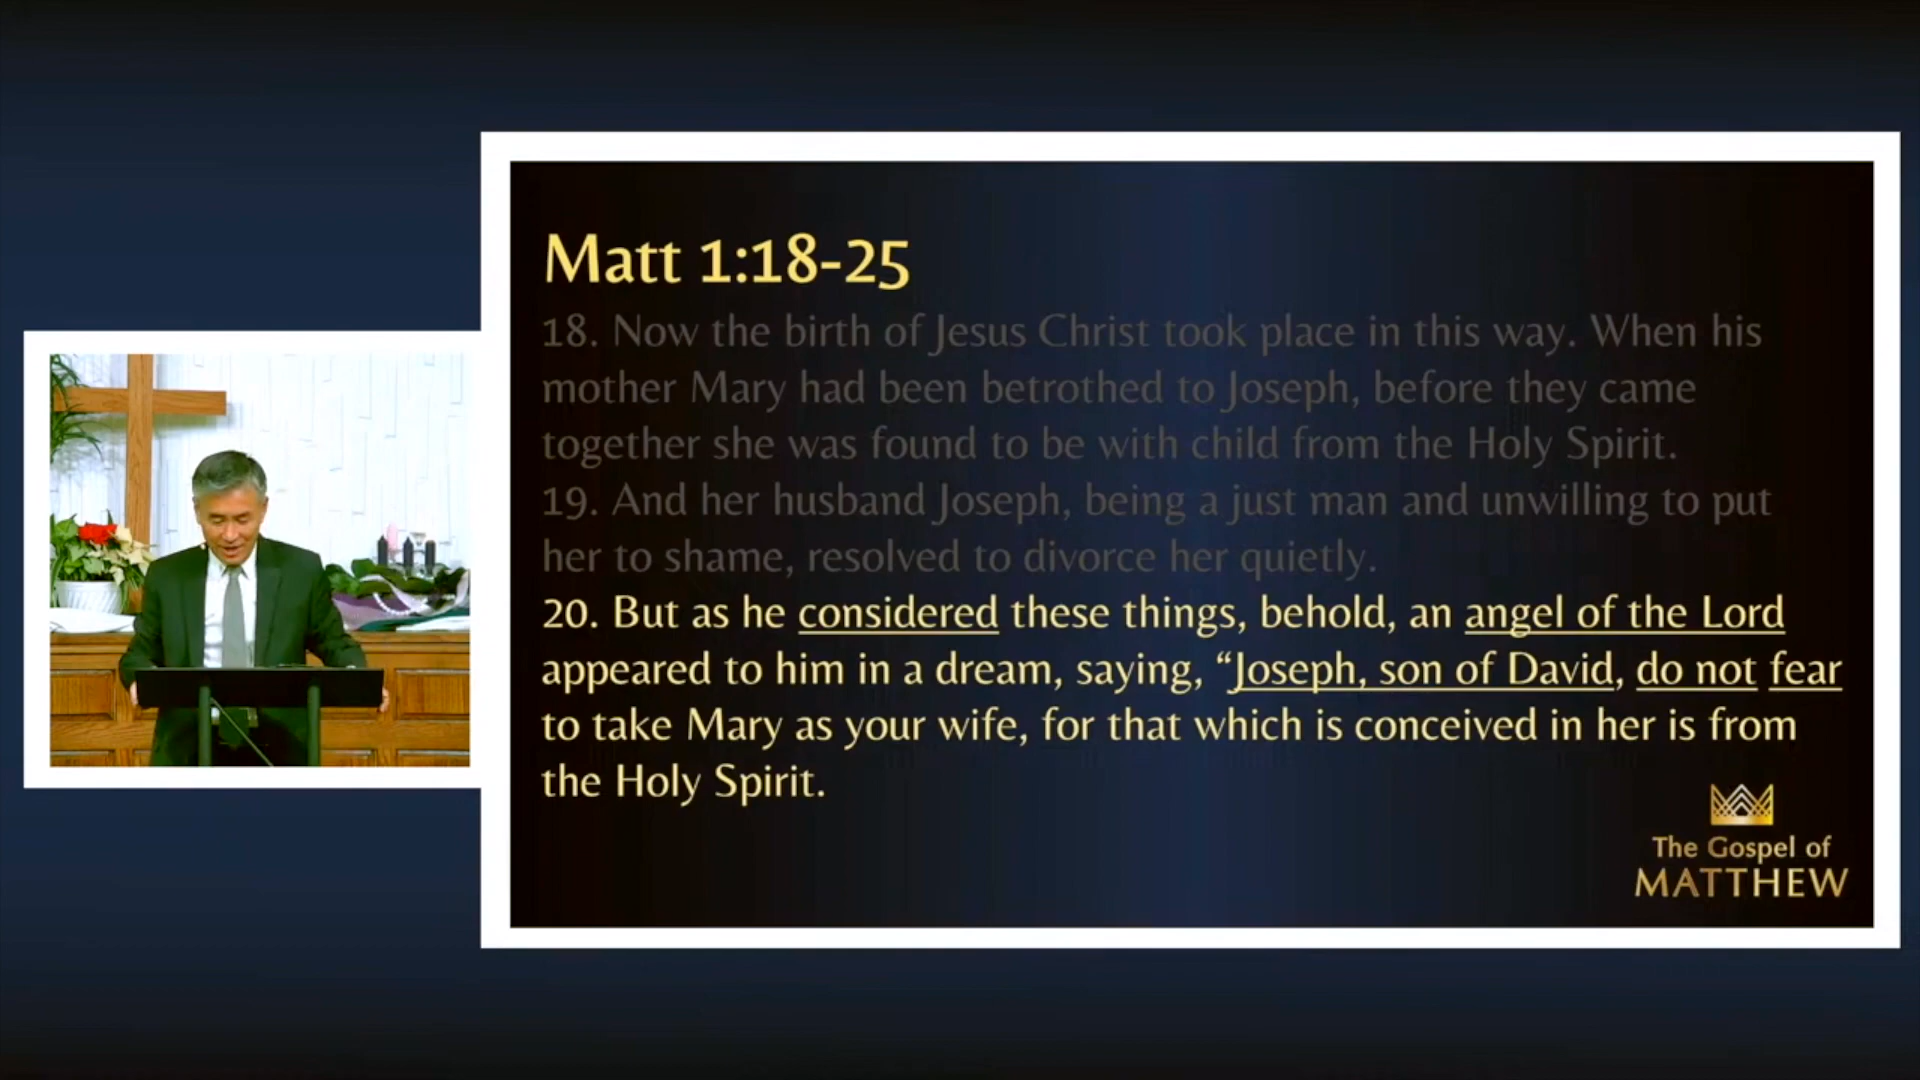 Matt 1:18-25
18. Now the birth of Jesus Christ took place in this way. When his
mother Mary had been betrothed to Joseph, before they came
together she was found to be with child from the Holy Spirit.
19. And her husband Joseph, being a just man and unwilling to put
her to shame, resolved to divorce her quietly.
20. But as he considered these things, behold, an angel of the Lord
appeared to him in a dream, saying, “Joseph, son of David, do not fear
to take Mary as your wife, for that which is conceived in her is from
the Holy Spirit.
The Gospel of
MATTHEW